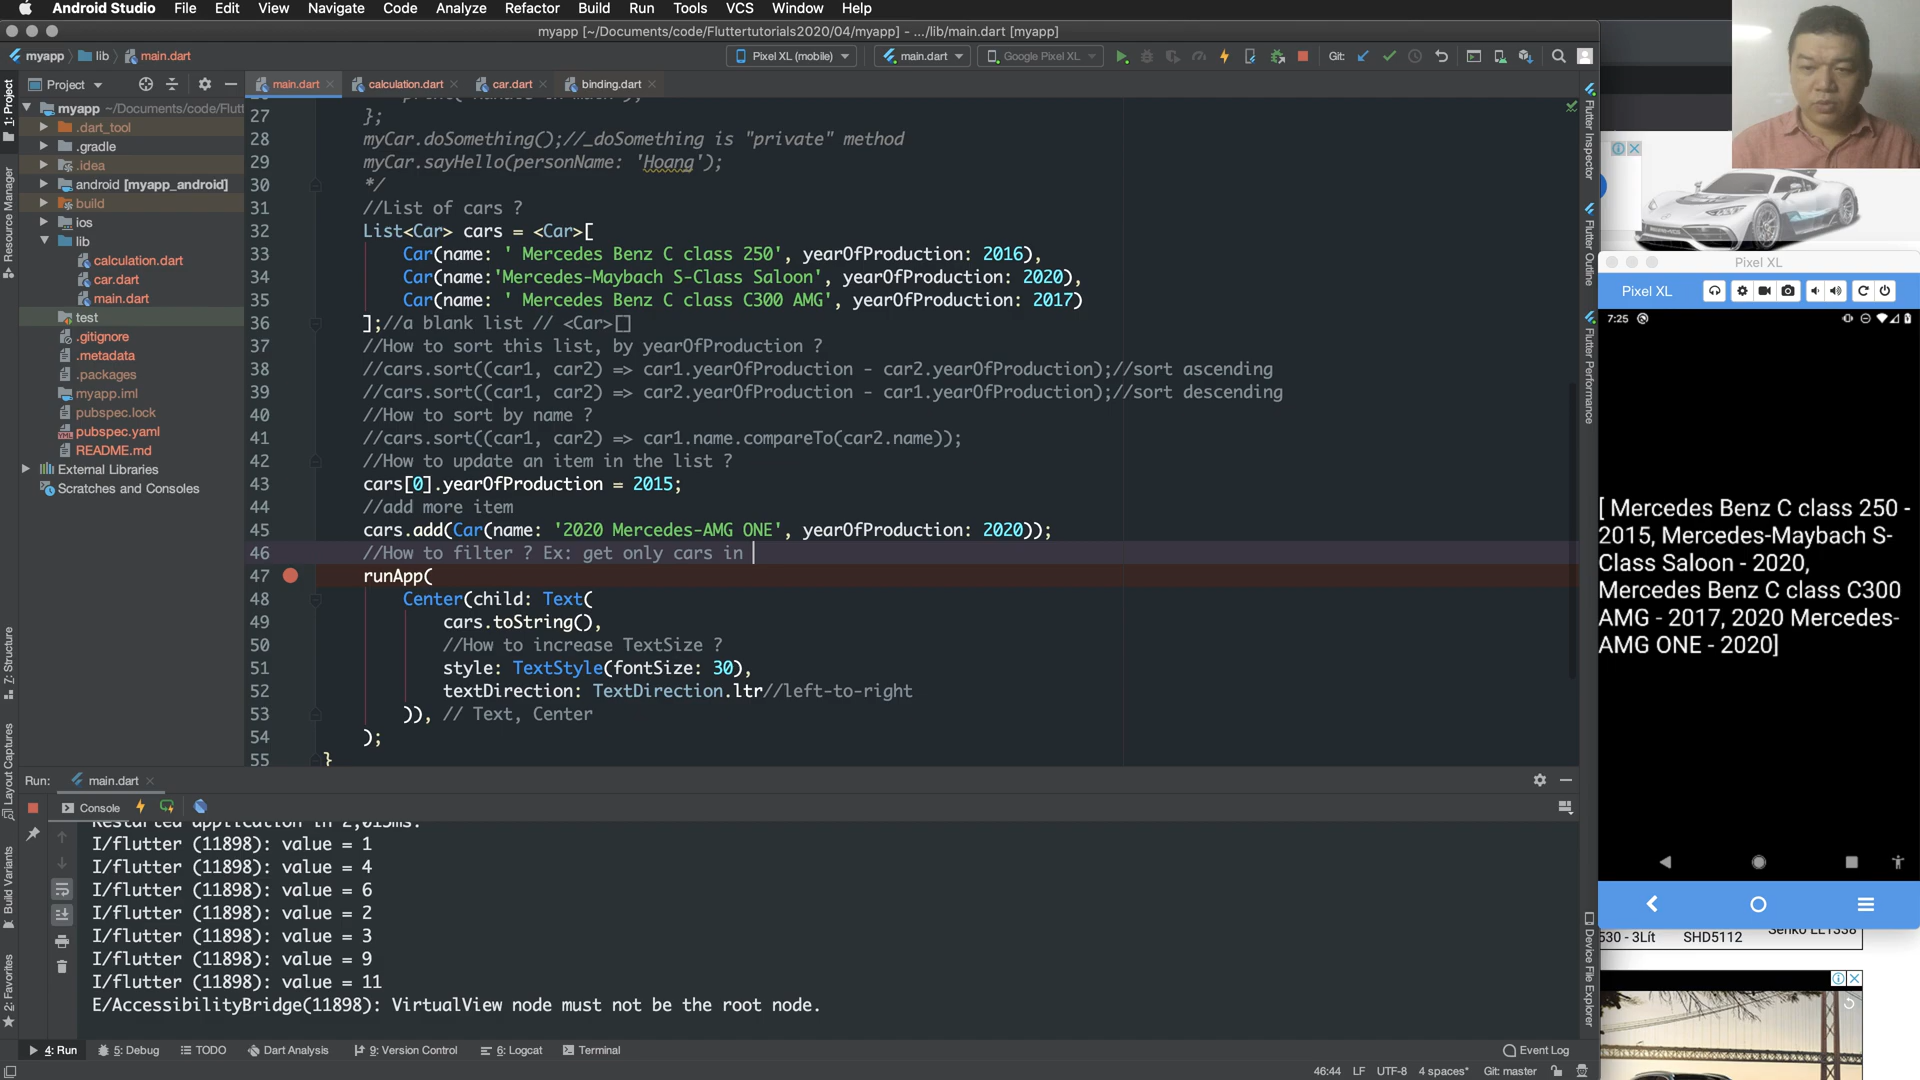 Android Studio File Edit View Navigate Code Analyze Refactor Build Run Tools VCS Window Help
myapp [~/Documents/code/Fluttertutorials2020/04/myapp] - .../lib/main.dart [myapp]
myapp lib main.dart Pixel XL (mobile) main.dart Google Pixel XL Git:
Project main.dart calculation.dart car.dart binding.dart
1: Project
Resource Manager
7: Structure
Layout Captures
Build Variants
2: Favorites
myapp ~/Documents/code/Flut
.dart_tool
.gradle
.idea
android [myapp_android]
build
ios
lib
calculation.dart
car.dart
main.dart
test
.gitignore
.metadata
.packages
myapp.iml
pubspec.lock
pubspec.yaml
README.md
External Libraries
Scratches and Consoles
27 };
28 myCar.doSomething();//_doSomething is "private" method
29 myCar.sayHello(personName: 'Hoang');
30 */
31 //List of cars ?
32 List<Car> cars = <Car>[
33 Car(name: ' Mercedes Benz C class 250', yearOfProduction: 2016),
34 Car(name:'Mercedes-Maybach S-Class Saloon', yearOfProduction: 2020),
35 Car(name: ' Mercedes Benz C class C300 AMG', yearOfProduction: 2017)
36 ];//a blank list // <Car>[]
37 //How to sort this list, by yearOfProduction ?
38 //cars.sort((car1, car2) => car1.yearOfProduction - car2.yearOfProduction);//sort ascending
39 //cars.sort((car1, car2) => car2.yearOfProduction - car1.yearOfProduction);//sort descending
40 //How to sort by name ?
41 //cars.sort((car1, car2) => car1.name.compareTo(car2.name));
42 //How to update an item in the list ?
43 cars[0].yearOfProduction = 2015;
44 //add more item
45 cars.add(Car(name: '2020 Mercedes-AMG ONE', yearOfProduction: 2020));
46 //How to filter ? Ex: get only cars in
47 runApp(
48 Center(child: Text(
49 cars.toString(),
50 //How to increase TextSize ?
51 style: TextStyle(fontSize: 30),
52 textDirection: TextDirection.ltr//left-to-right
53 )), // Text, Center
54 );
55 }
Flutter Inspector
Flutter Outline
Flutter Performance
Device File Explorer
Pixel XL
Pixel XL
7:25
[ Mercedes Benz C class 250 -
2015, Mercedes-Maybach S-
Class Saloon - 2020,
Mercedes Benz C class C300
AMG - 2017, 2020 Mercedes-
AMG ONE - 2020]
530 - 3Lít SHD5112 Senko LE1338
Run: main.dart
Console
Restarted application in 2,015ms.
I/flutter (11898): value = 1
I/flutter (11898): value = 4
I/flutter (11898): value = 6
I/flutter (11898): value = 2
I/flutter (11898): value = 3
I/flutter (11898): value = 9
I/flutter (11898): value = 11
E/AccessibilityBridge(11898): VirtualView node must not be the root node.
4: Run 5: Debug TODO Dart Analysis 9: Version Control 6: Logcat Terminal Event Log
46:44 LF UTF-8 4 spaces* Git: master